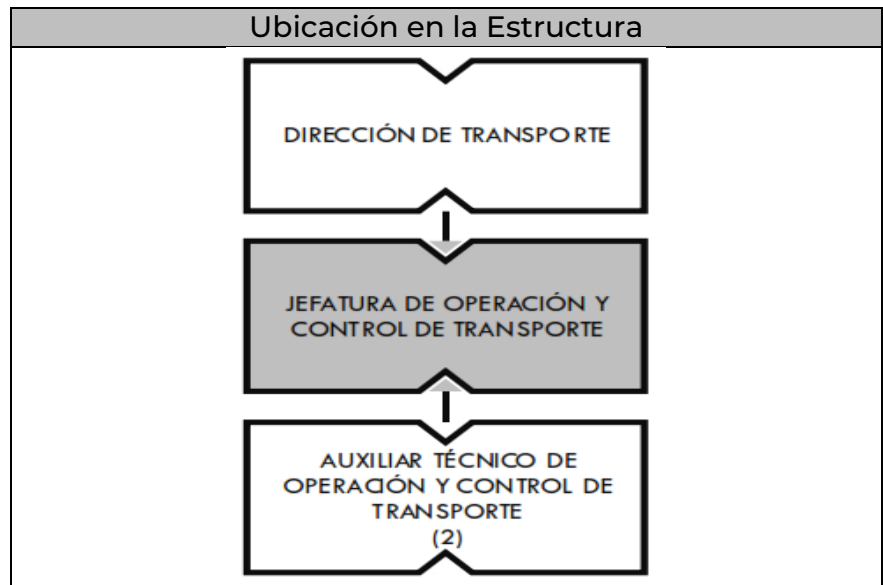 Ubicación en la Estructura
DIRECCIÓN DE TRANSPORTE
JEFATURA DE OPERACIÓN Y
CONTROL DE TRANSPORTE
AUXILIAR TÉCNICO DE
OPERACIÓN Y CONTROL DE
TRANSPORTE
(2)